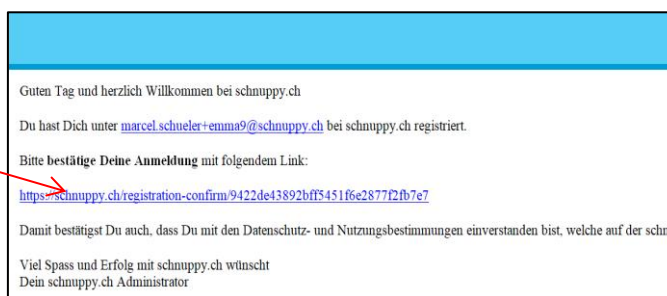 Guten Tag und herzlich Willkommen bei schnuppy.ch
Du hast Dich unter marcel.schueler+emma9@schnuppy.ch bei schnuppy.ch registriert.
Bitte bestätige Deine Anmeldung mit folgendem Link:
https://schnuppy.ch/registration-confirm/9422de43892bff5451f6e2877f2fb7e7
Damit bestätigst Du auch, dass Du mit den Datenschutz- und Nutzungsbestimmungen einverstanden bist, welche auf der
Viel Spass und Erfolg mit schnuppy.ch wünscht
Dein schnuppy.ch Administrator